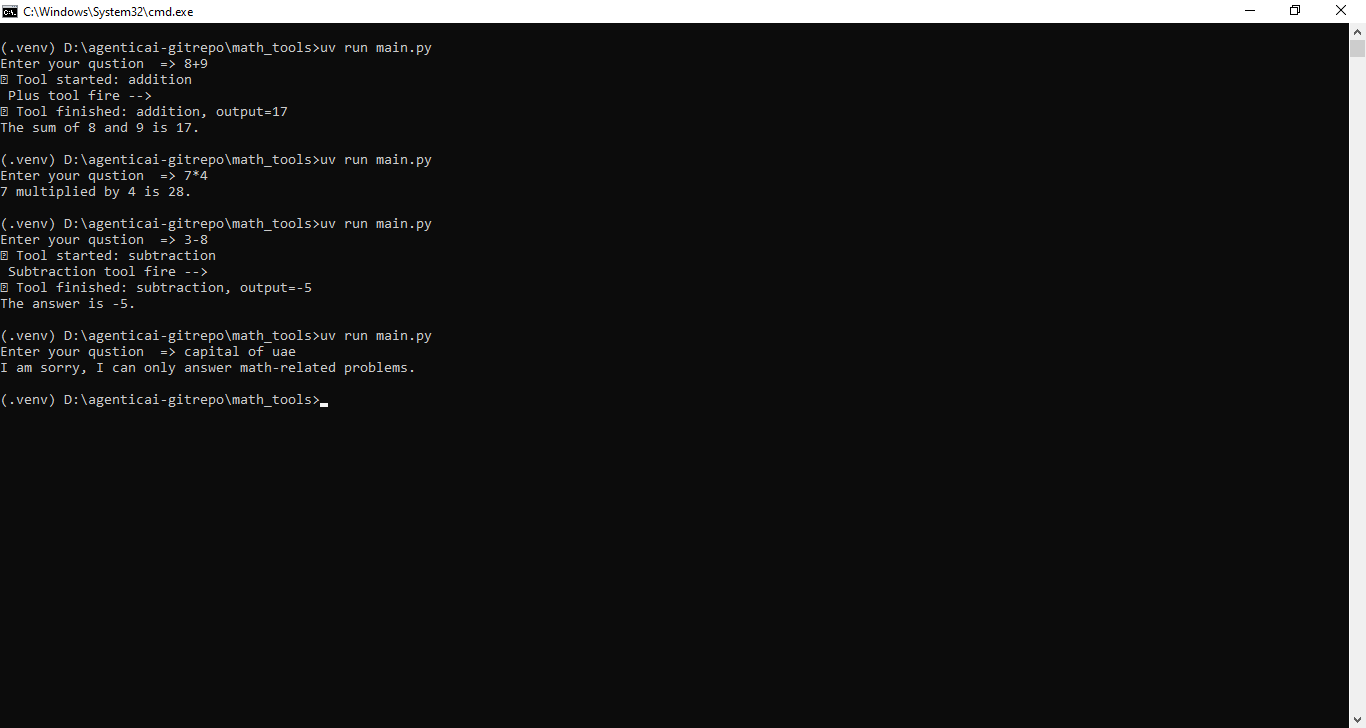 C:\Windows\System32\cmd.exe
(.venv) D:\agenticai-gitrepo\math_tools>uv run main.py
Enter your qustion  => 8+9
Tool started: addition
Plus tool fire -->
Tool finished: addition, output=17
The sum of 8 and 9 is 17.
(.venv) D:\agenticai-gitrepo\math_tools>uv run main.py
Enter your qustion  => 7*4
7 multiplied by 4 is 28.
(.venv) D:\agenticai-gitrepo\math_tools>uv run main.py
Enter your qustion  => 3-8
Tool started: subtraction
Subtraction tool fire -->
Tool finished: subtraction, output=-5
The answer is -5.
(.venv) D:\agenticai-gitrepo\math_tools>uv run main.py
Enter your qustion  => capital of uae
I am sorry, I can only answer math-related problems.
(.venv) D:\agenticai-gitrepo\math_tools>